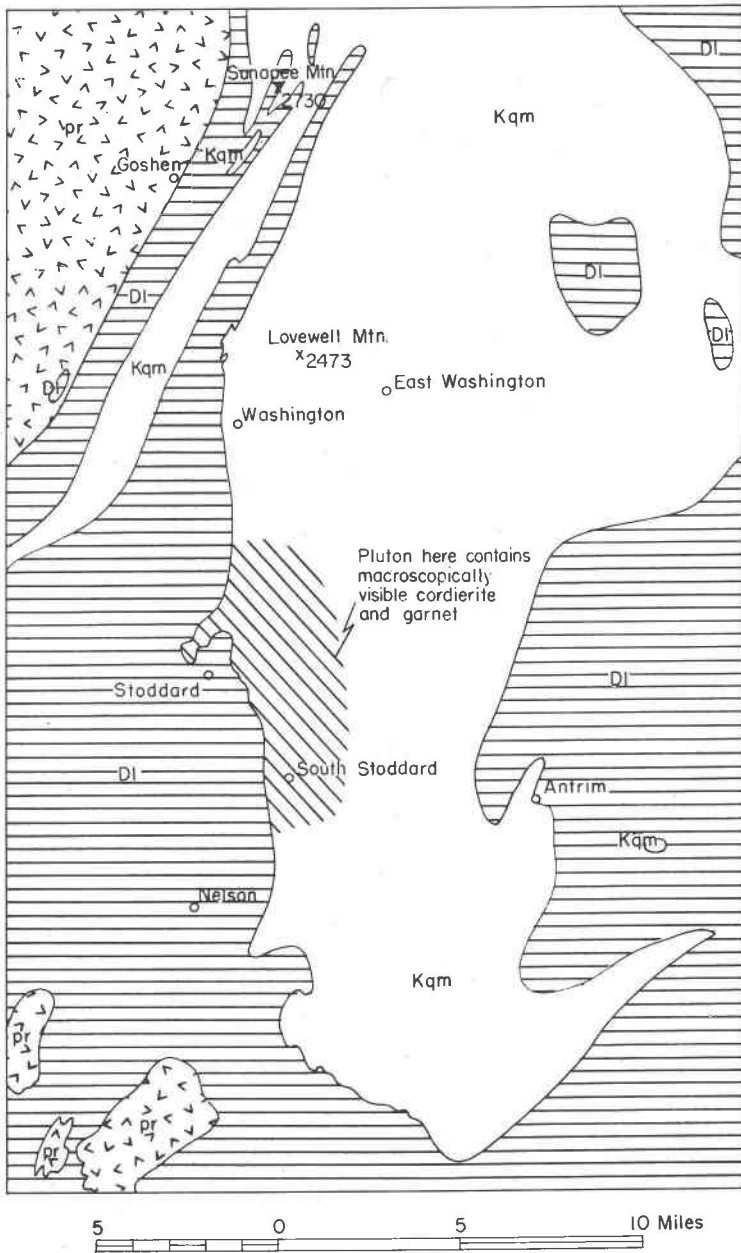 Dl
Sunapee Mtn.
x
2730
pr
Kqm
Kqm
Goshen
Dl
Dl
Dl
Lovewell Mtn.
x 2473
Kqm
Dl
East Washington
Washington
Pluton here contains
macroscopically
visible cordierite
and garnet
Stoddard
Dl
Dl
South Stoddard
Antrim
Kqm
Nelson
Kqm
pr
pr
pr
5 0 5 10 Miles